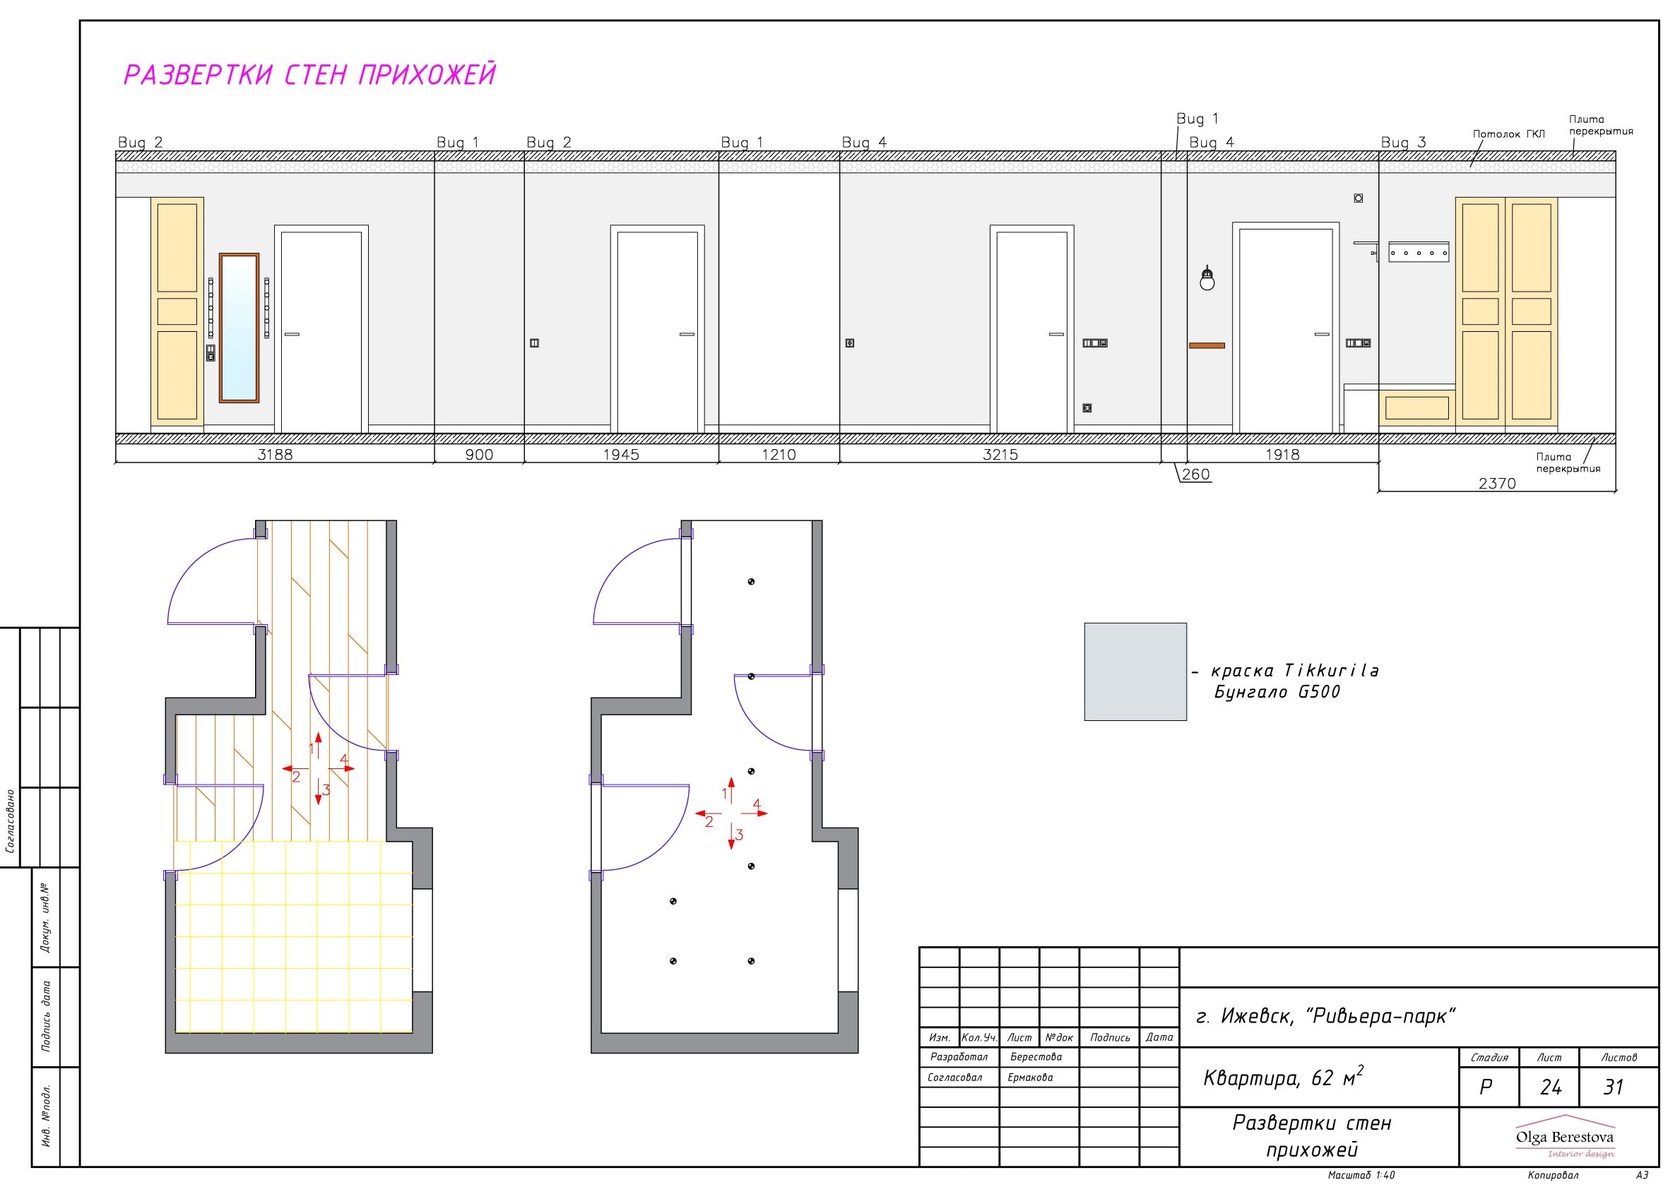 РАЗВЕРТКИ СТЕН ПРИХОЖЕЙ
Вид 1
Плита
перекрытия
Потолок ГКЛ
Вид 2
Вид 1
Вид 2
Вид 1
Вид 4
Вид 4
Вид 3
3188
900
1945
1210
3215
260
1918
2370
Плита
перекрытия
1
2
3
4
1
2
3
4
- краска Tikkurila
Бунгало G500
Согласовано
Докум. инв.№
Подпись дата
Инв. №подл.
Изм. Кол.Уч. Лист №док Подпись Дата
Разработал Берестова
Согласовал Ермакова
г. Ижевск, "Ривьера-парк"
Квартира, 62 м²
Стадия Лист Листов
Р 24 31
Развертки стен
прихожей
Olga Berestova
Interior design
Масштаб 1:40 Копировал А3